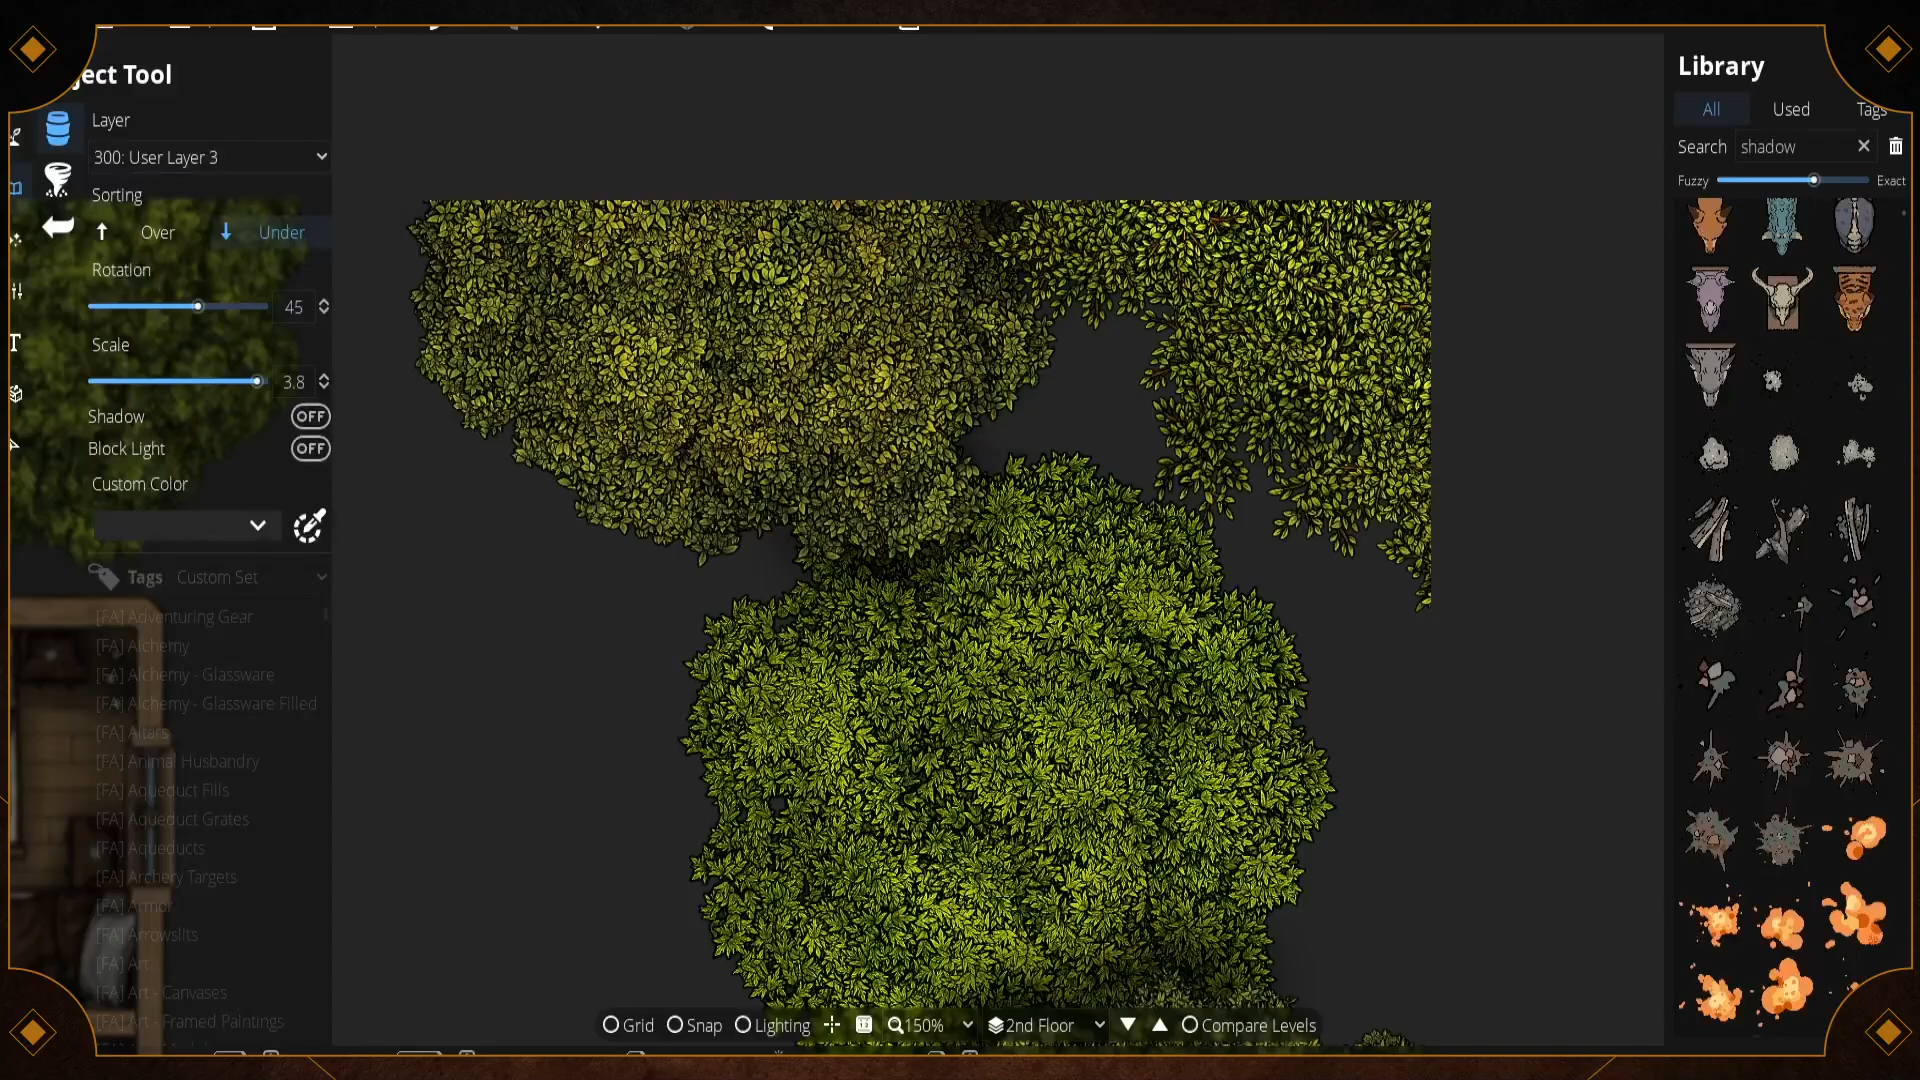 ject Tool
Layer
300: User Layer 3
Sorting
Over
Under
Rotation
45
Scale
3.8
Shadow
OFF
Block Light
OFF
Custom Color
Tags
Custom Set
[FA] Adventuring Gear
[FA] Alchemy
[FA] Alchemy - Glassware
[FA] Alchemy - Glassware Filled
[FA] Altars
[FA] Animal Husbandry
[FA] Aqueduct Fills
[FA] Aqueduct Grates
[FA] Aqueducts
[FA] Archery Targets
[FA] Armor
[FA] Arrowslits
[FA] Art
[FA] Art - Canvases
[FA] Art - Framed Paintings
Grid
Snap
Lighting
150%
2nd Floor
Compare Levels
Library
All
Used
Tags
Search
shadow
Fuzzy
Exact